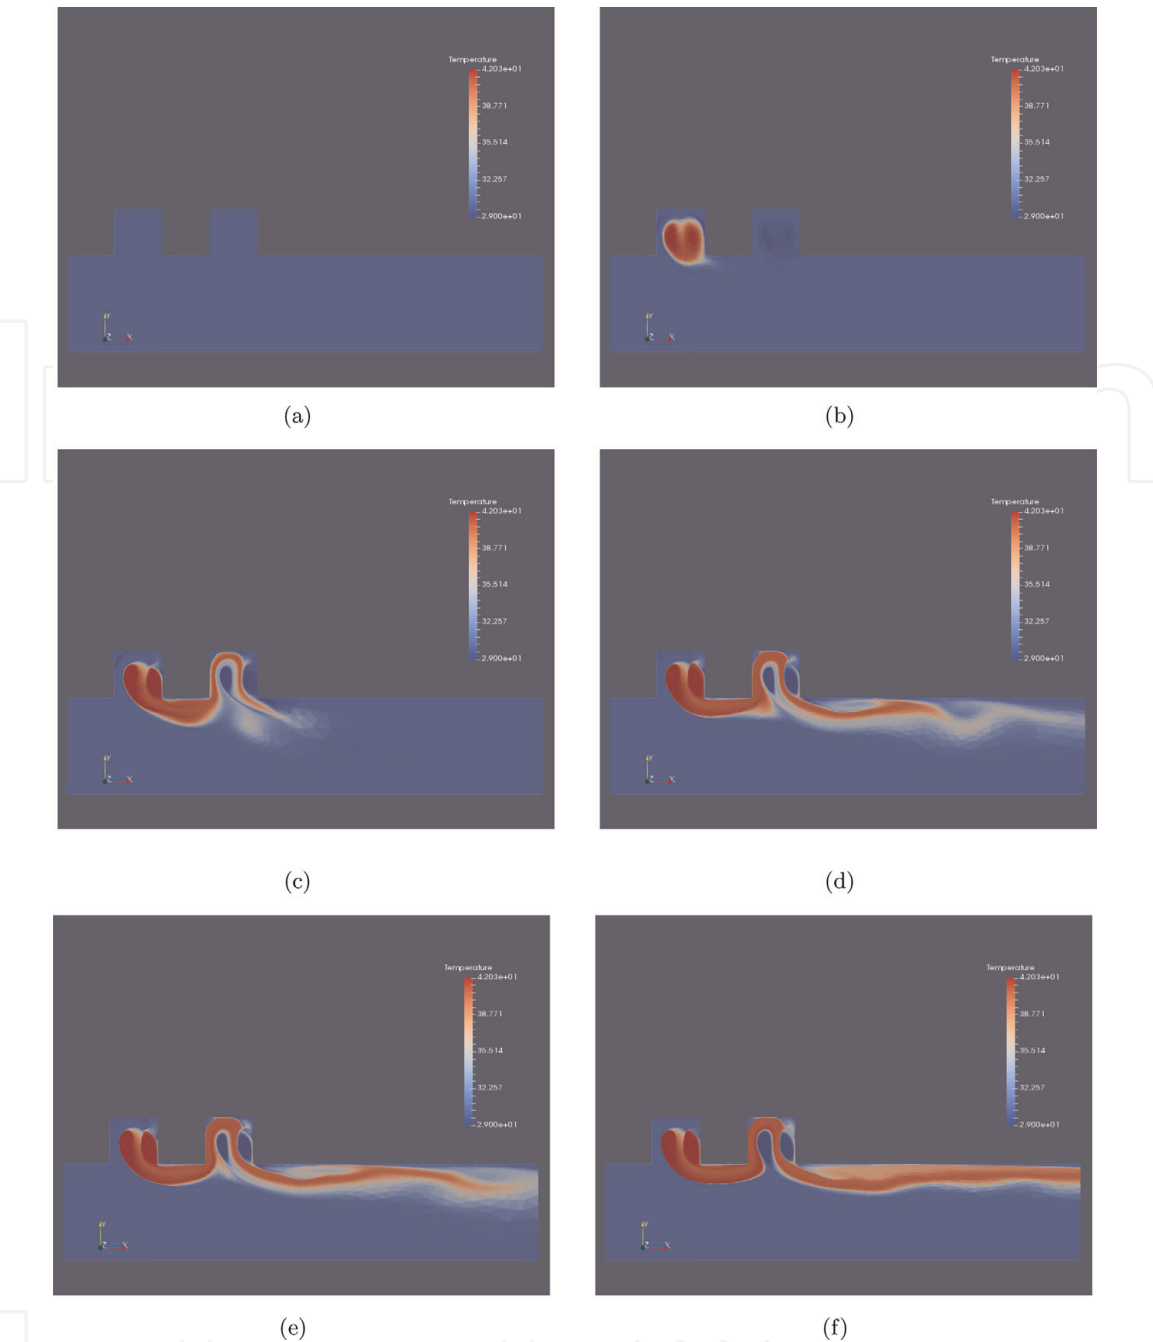 Temperature
4.203e+01
38.771
35.514
32.257
2.900e+01
Y
Z X
(a)
Temperature
4.203e+01
38.771
35.514
32.257
2.900e+01
Y
Z X
(b)
Temperature
4.203e+01
38.771
35.514
32.257
2.900e+01
Y
Z X
(c)
Temperature
4.203e+01
38.771
35.514
32.257
2.900e+01
Y
Z X
(d)
Temperature
4.203e+01
38.771
35.514
32.257
2.900e+01
Y
Z X
(e)
Temperature
4.203e+01
38.771
35.514
32.257
2.900e+01
Y
Z X
(f)